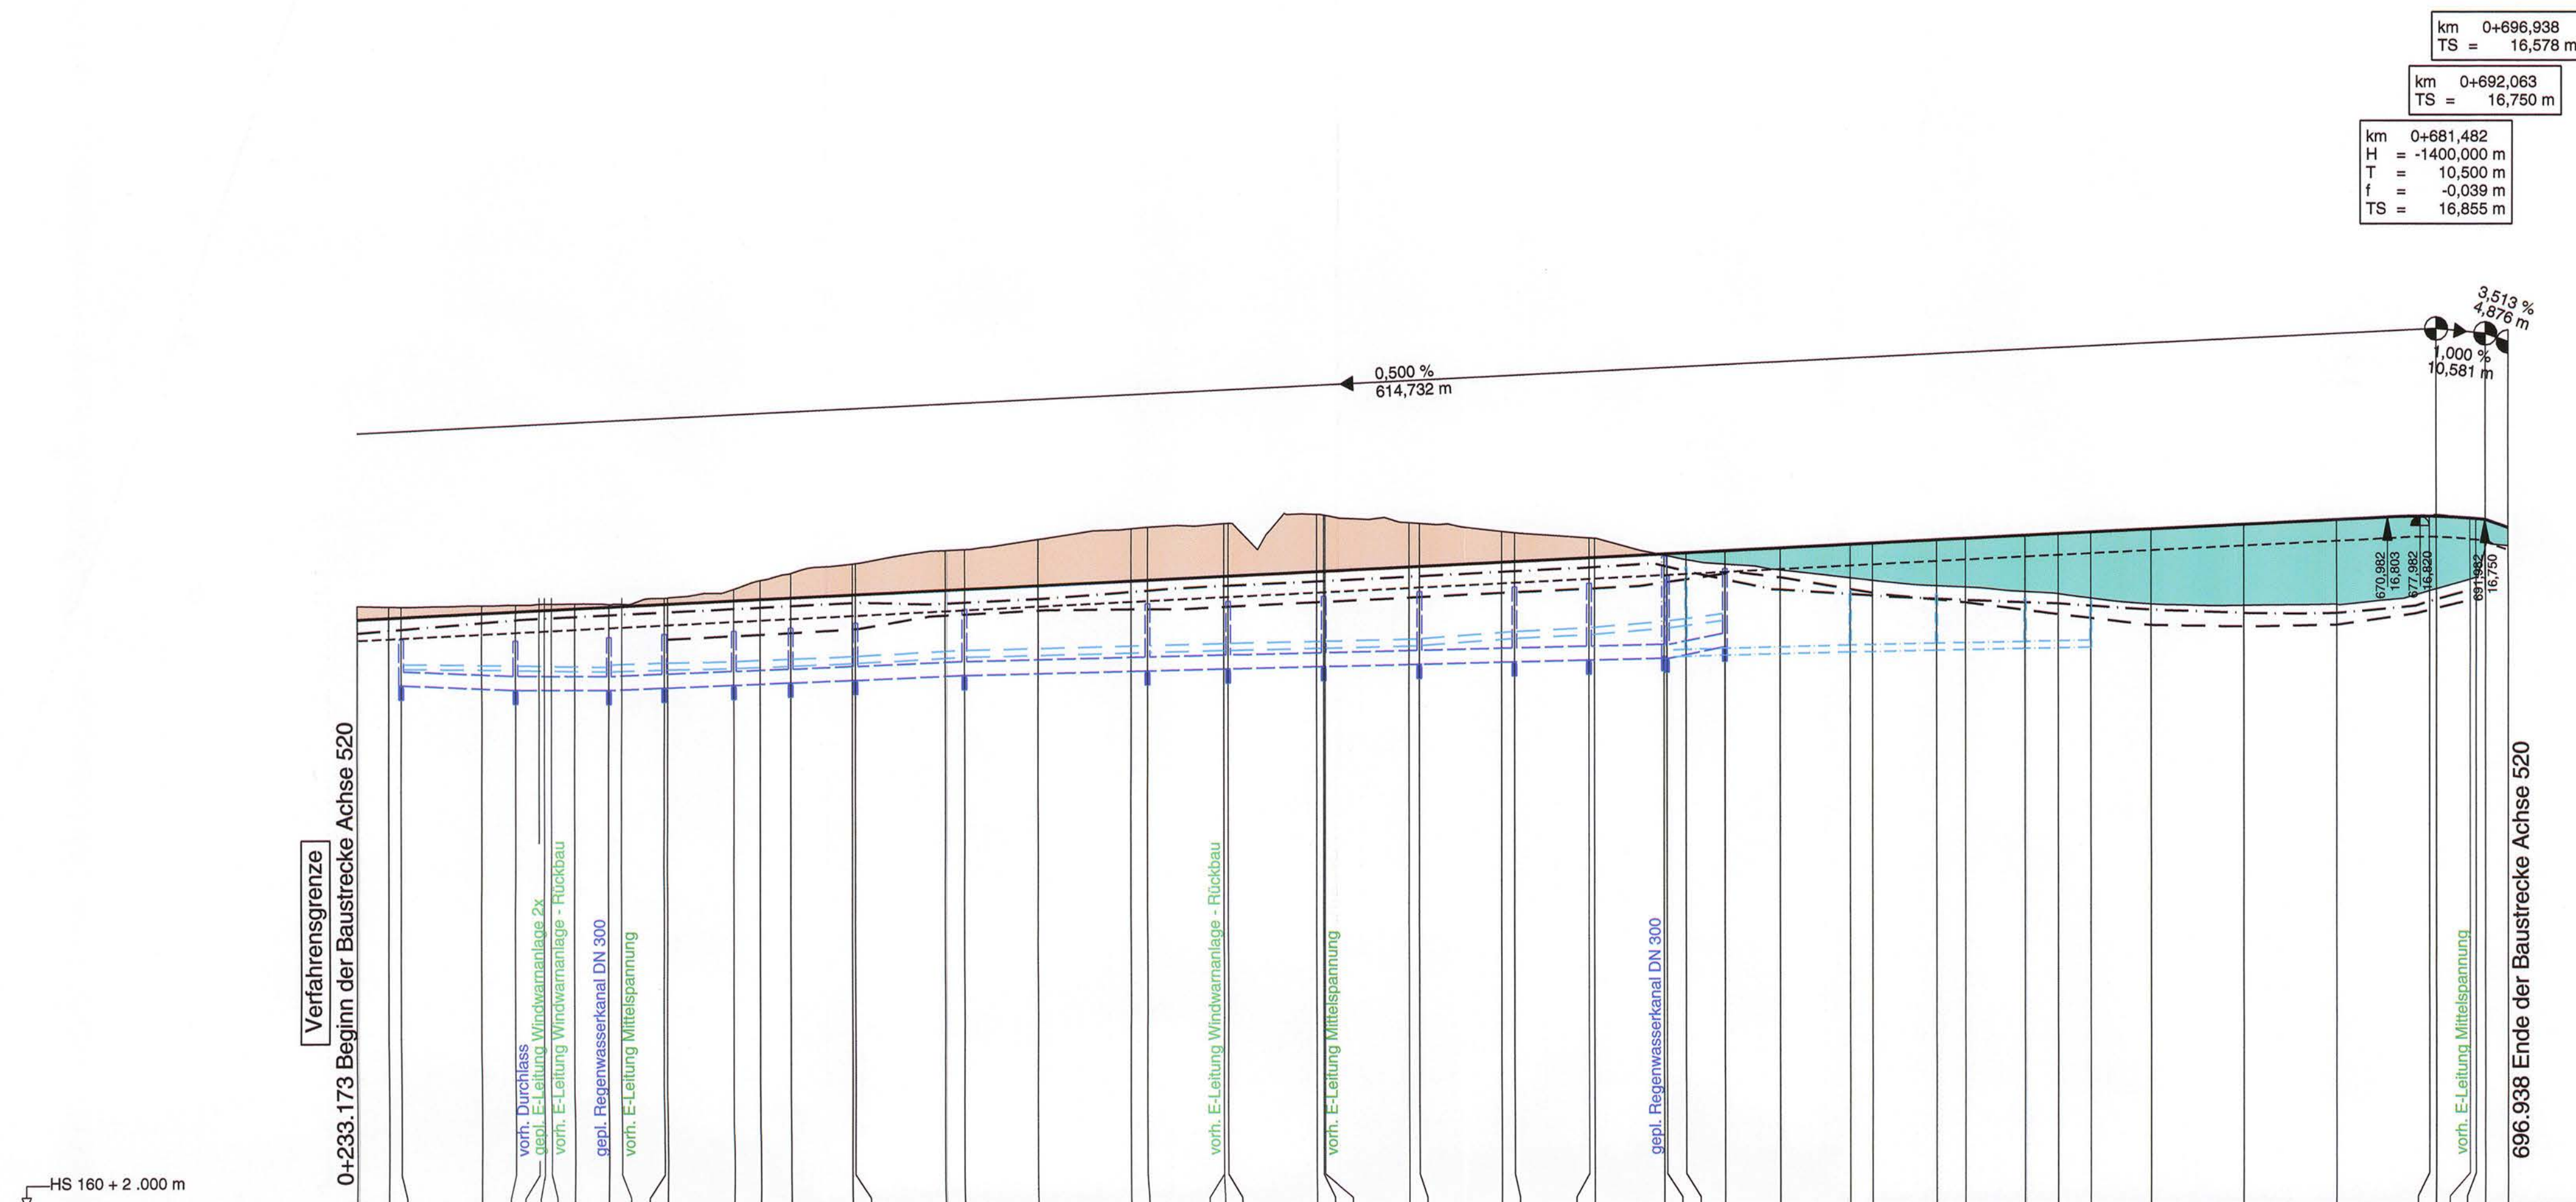 km 0+696,938
TS = 16,578 m
km 0+692,063
TS = 16,750 m
km 0+681,482
H = -1400,000 m
T = 10,500 m
f = -0,039 m
TS = 16,855 m
3,513 %
4,876 m
1,000 %
10,581 m
0,500 %
614,732 m
670,982
16,803
677,982
16,820
691,982
16,750
Verfahrensgrenze
0+233.173 Beginn der Baustrecke Achse 520
vorh. Durchlass
gepl. E-Leitung Windwarnanlage 2x
vorh. E-Leitung Windwarnanlage - Rückbau
gepl. Regenwasserkanal DN 300
vorh. E-Leitung Mittelspannung
vorh. E-Leitung Windwarnanlage - Rückbau
vorh. E-Leitung Mittelspannung
gepl. Regenwasserkanal DN 300
vorh. E-Leitung Mittelspannung
696.938 Ende der Baustrecke Achse 520
HS 160 + 2 .000 m